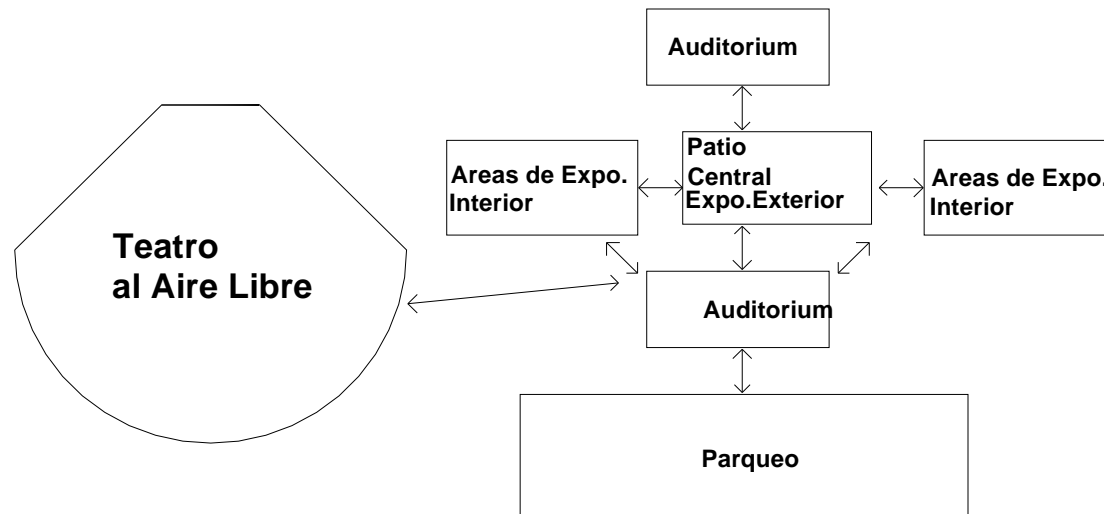 Auditorium
Patio
Central
Expo.Exterior
Areas de Expo.
Interior
Areas de Expo.
Interior
Teatro
al Aire Libre
Auditorium
Parqueo